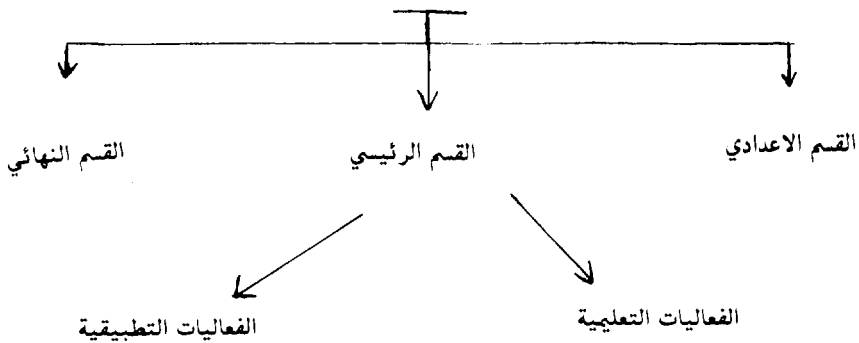 القسم الاعدادي
القسم الرئيسي
القسم النهائي
الفعاليات التعليمية
الفعاليات التطبيقية